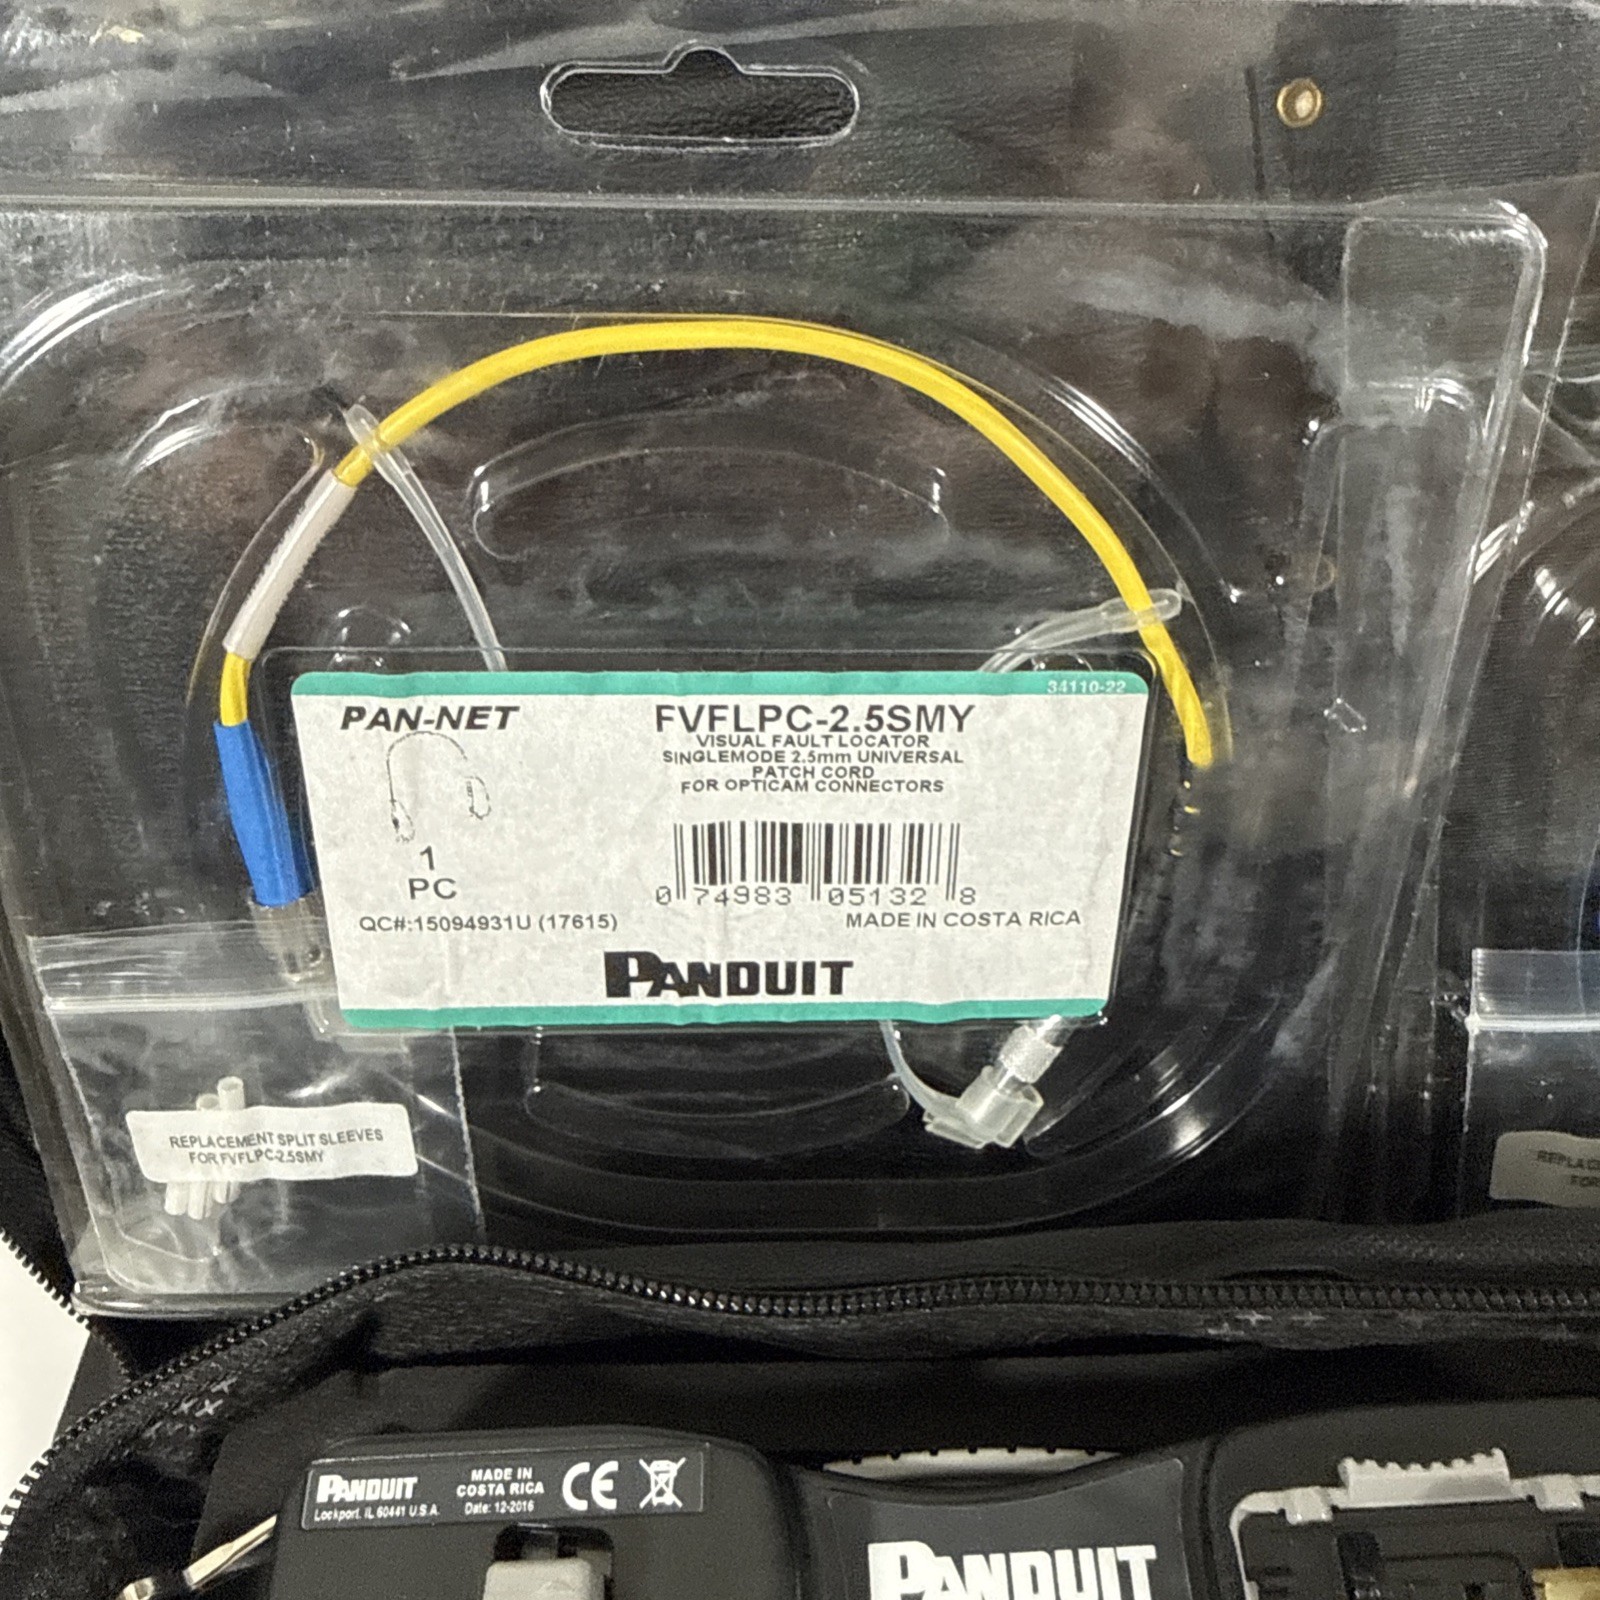 34110-22
PAN-NET
FVFLPC-2.5SMY
VISUAL FAULT LOCATOR
SINGLEMODE 2.5mm UNIVERSAL
PATCH CORD
FOR OPTICAM CONNECTORS
1
PC
0 74983 05132 8
QC#:15094931U (17615)
MADE IN COSTA RICA
PANDUIT
REPLACEMENT SPLIT SLEEVES
FOR FVFLPC-2.5SMY
PANDUIT
Lockport, IL 60441 U.S.A.
MADE IN
COSTA RICA
Date: 12-2016
CE
PANDUIT